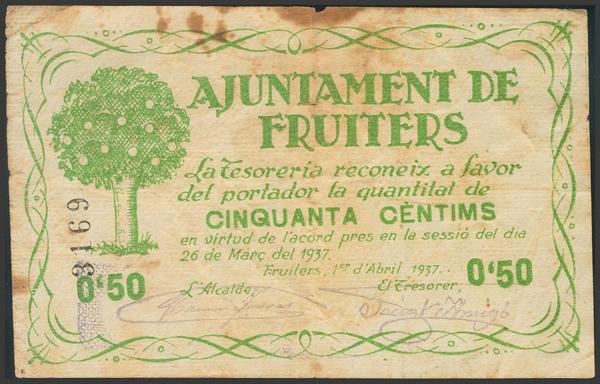 AJUNTAMENT DE
FRUITERS
La Tesorería reconeix a favor
del portador la quantitat de
CINQUANTA CÈNTIMS
en virtud de l'acord pres en la sessió del dia
26 de Març del 1937.
Fruiters, 1er d'Abril 1937..
3169
0'50
0'50
L'Alcalde,
El Tresorer,